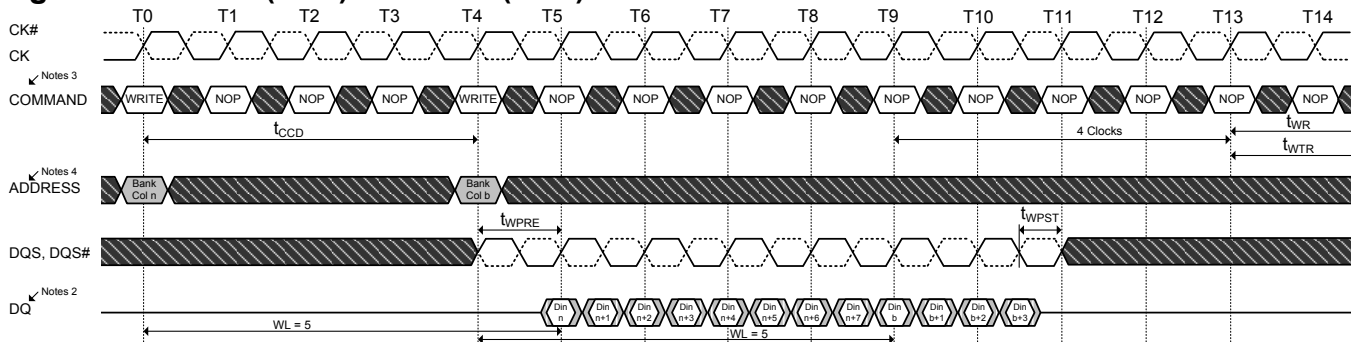 T0 T1 T2 T3 T4 T5 T6 T7 T8 T9 T10 T11 T12 T13 T14
CK#
CK
Notes 3
COMMAND WRITE NOP NOP NOP WRITE NOP NOP NOP NOP NOP NOP NOP NOP NOP NOP
tCCD 4 Clocks tWR
tWTR
Notes 4
ADDRESS Bank Col n Bank Col b
tWPRE tWPST
DQS, DQS#
Notes 2
DQ Din n Din n+1 Din n+2 Din n+3 Din n+4 Din n+5 Din n+6 Din n+7 Din b Din b+1 Din b+2 Din b+3
WL = 5 WL = 5